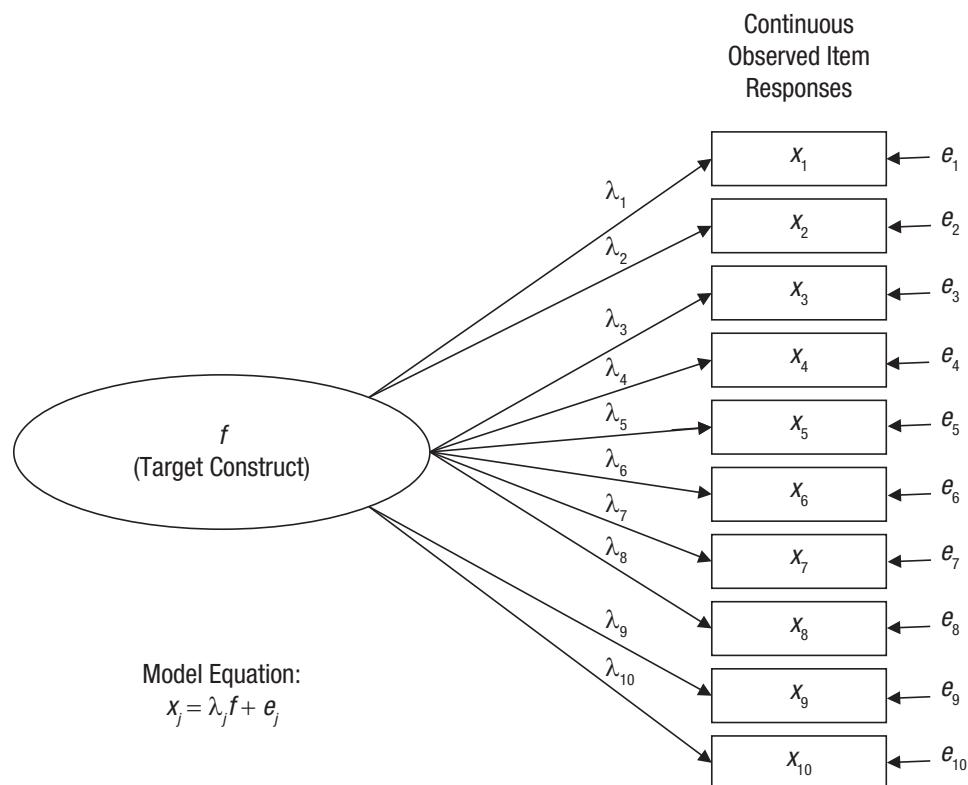 Continuous
Observed Item
Responses
x₁
e₁
λ₁
x₂
e₂
λ₂
x₃
e₃
λ₃
x₄
e₄
λ₄
x₅
e₅
λ₅
f
(Target Construct)
x₆
e₆
λ₆
x₇
e₇
λ₇
x₈
e₈
λ₈
x₉
e₉
λ₉
x₁₀
e₁₀
λ₁₀
Model Equation:
xⱼ = λⱼf + eⱼ